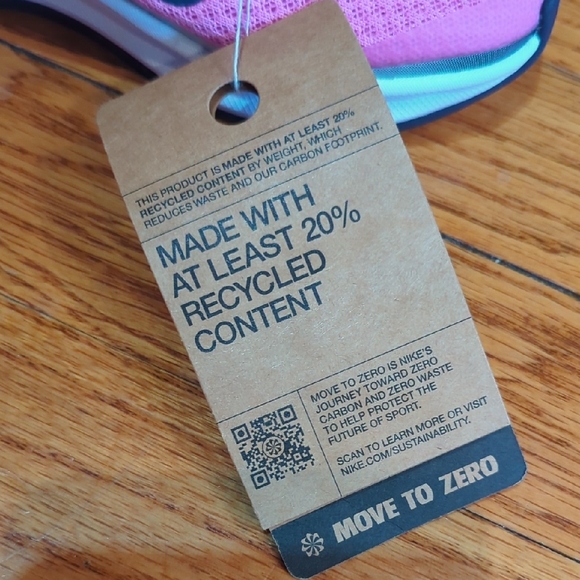 THIS PRODUCT IS MADE WITH AT LEAST 20%
RECYCLED CONTENT BY WEIGHT, WHICH
REDUCES WASTE AND OUR CARBON FOOTPRINT.
MADE WITH
AT LEAST 20%
RECYCLED
CONTENT
MOVE TO ZERO IS NIKE'S
JOURNEY TOWARD ZERO
CARBON AND ZERO WASTE
TO HELP PROTECT THE
FUTURE OF SPORT.
SCAN TO LEARN MORE OR VISIT
NIKE.COM/SUSTAINABILITY.
MOVE TO ZERO